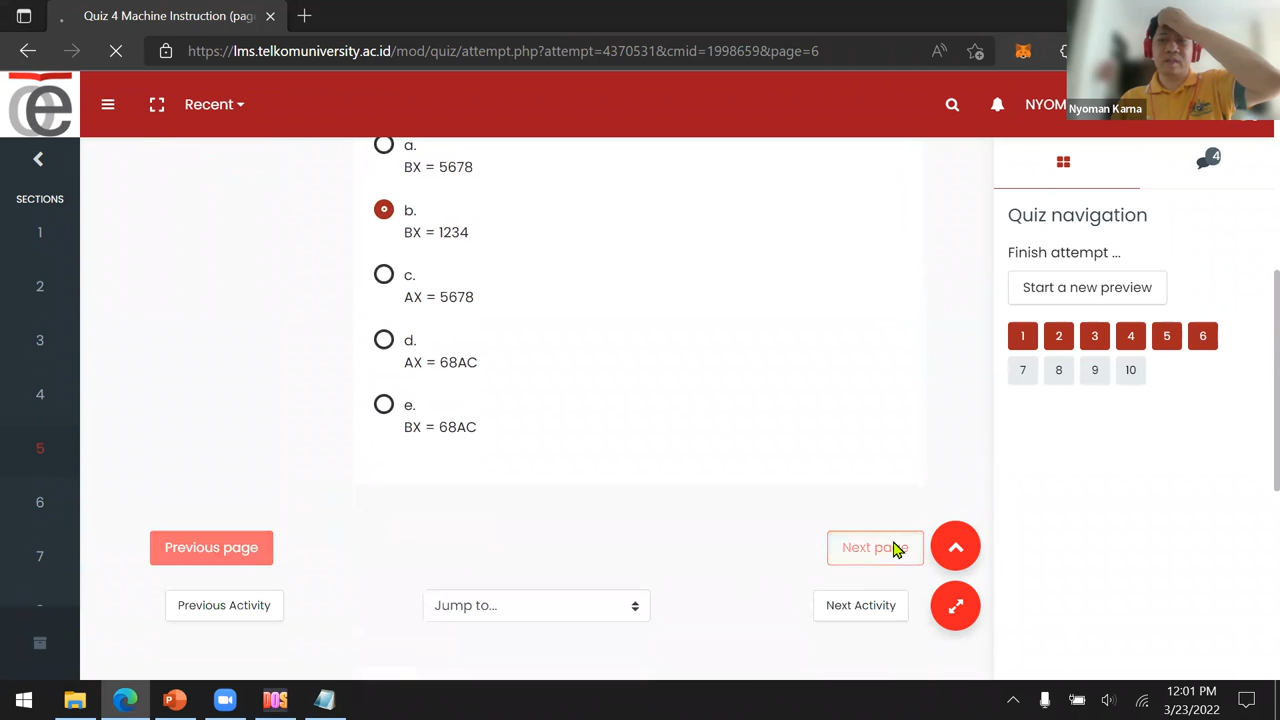 Quiz 4 Machine Instruction (pag
https://lms.telkomuniversity.ac.id/mod/quiz/attempt.php?attempt=4370531&cmid=1998659&page=6
Nyoman Karna
e
Recent
NYOM
SECTIONS
1
2
3
4
5
6
7
a.
BX = 5678
b.
BX = 1234
c.
AX = 5678
d.
AX = 68AC
e.
BX = 68AC
Previous page
Next page
Previous Activity
Jump to...
Next Activity
4
Quiz navigation
Finish attempt ...
Start a new preview
1 2 3 4 5 6
7 8 9 10
DOS
12:01 PM
3/23/2022